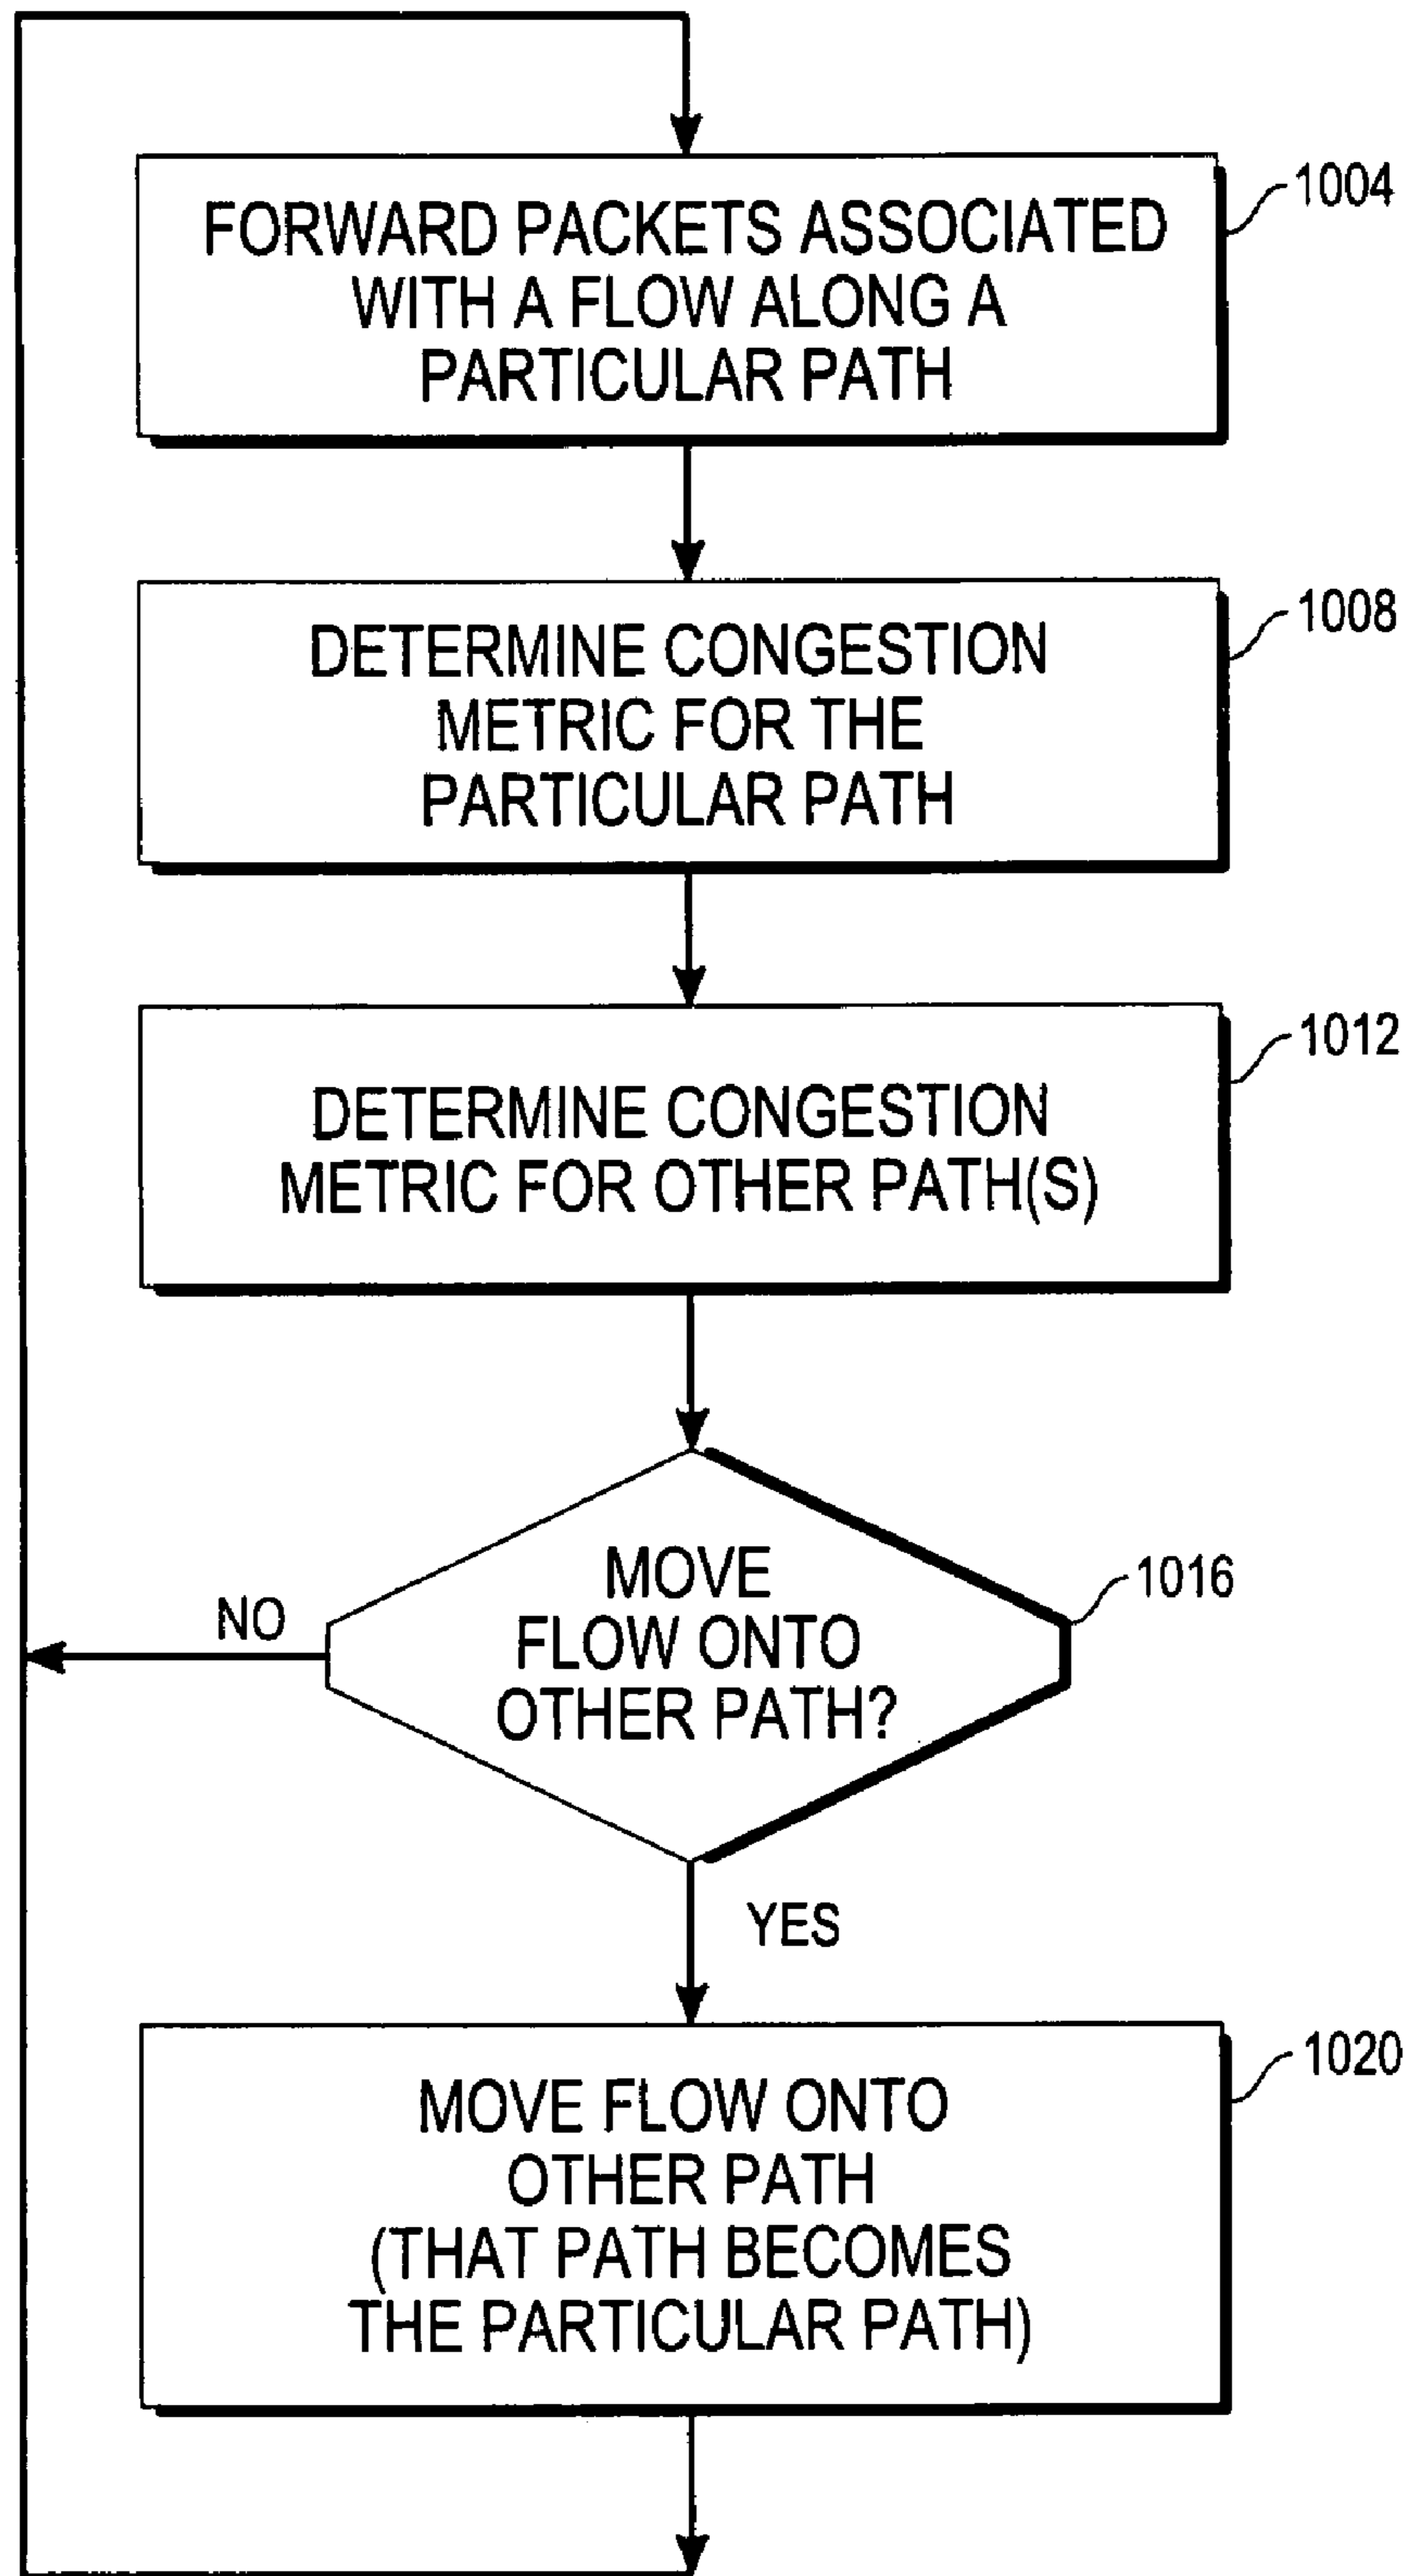 FORWARD PACKETS ASSOCIATED
WITH A FLOW ALONG A
PARTICULAR PATH
1004
DETERMINE CONGESTION
METRIC FOR THE
PARTICULAR PATH
1008
DETERMINE CONGESTION
METRIC FOR OTHER PATH(S)
1012
MOVE
FLOW ONTO
OTHER PATH?
1016
NO
YES
MOVE FLOW ONTO
OTHER PATH
(THAT PATH BECOMES
THE PARTICULAR PATH)
1020